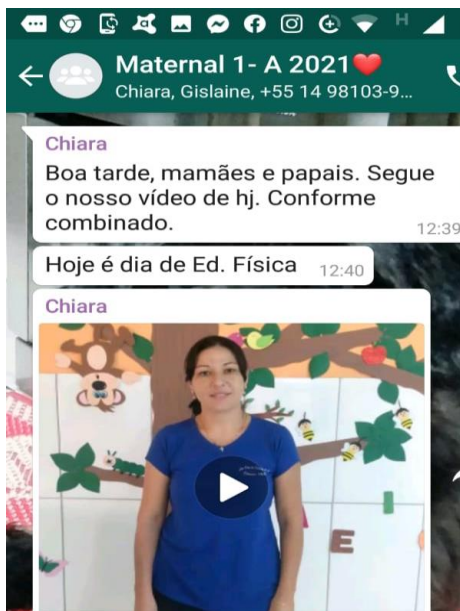 Maternal 1- A 2021❤️
Chiara, Gislaine, +55 14 98103-9...
Chiara
Boa tarde, mamães e papais. Segue
o nosso vídeo de hj. Conforme
combinado.
12:39
Hoje é dia de Ed. Física 12:40
Chiara
E